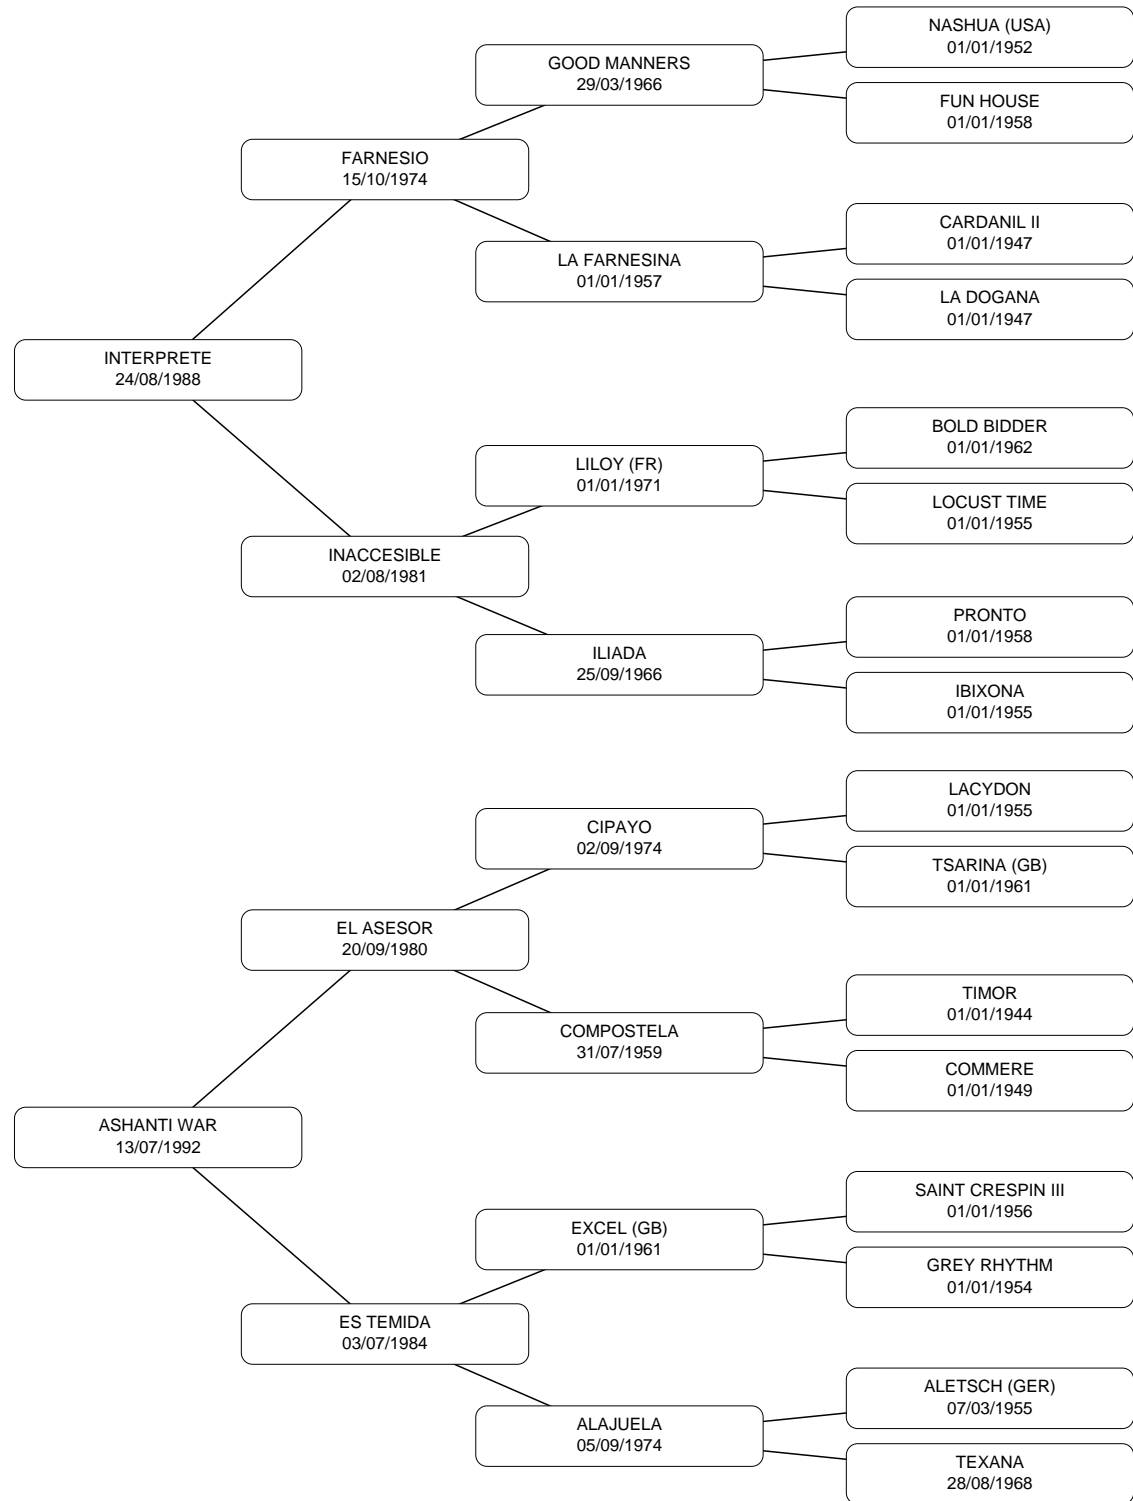 NASHUA (USA)
01/01/1952
GOOD MANNERS
29/03/1966
FUN HOUSE
01/01/1958
FARNESIO
15/10/1974
CARDANIL II
01/01/1947
LA FARNESINA
01/01/1957
LA DOGANA
01/01/1947
INTERPRETE
24/08/1988
BOLD BIDDER
01/01/1962
LILOY (FR)
01/01/1971
LOCUST TIME
01/01/1955
INACCESIBLE
02/08/1981
PRONTO
01/01/1958
ILIADA
25/09/1966
IBIXONA
01/01/1955
LACYDON
01/01/1955
CIPAYO
02/09/1974
TSARINA (GB)
01/01/1961
EL ASESOR
20/09/1980
TIMOR
01/01/1944
COMPOSTELA
31/07/1959
COMMERE
01/01/1949
ASHANTI WAR
13/07/1992
SAINT CRESPIN III
01/01/1956
EXCEL (GB)
01/01/1961
GREY RHYTHM
01/01/1954
ES TEMIDA
03/07/1984
ALETSCH (GER)
07/03/1955
ALAJUELA
05/09/1974
TEXANA
28/08/1968